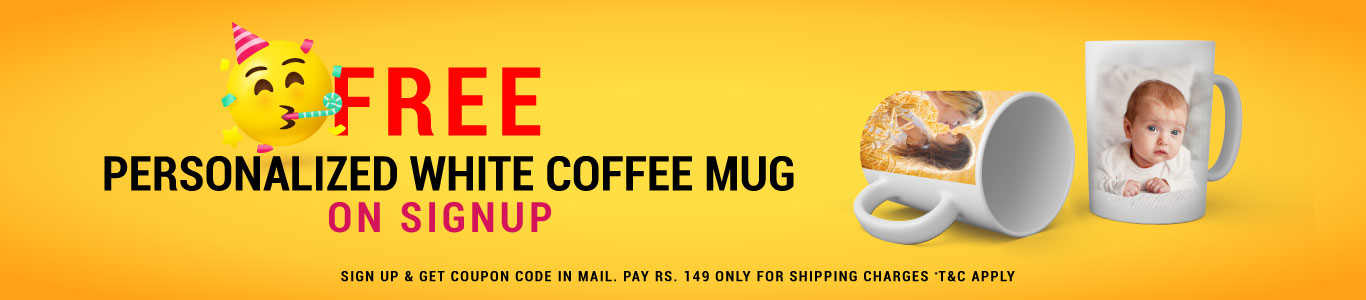 FREE
PERSONALIZED WHITE COFFEE MUG
ON SIGNUP
SIGN UP & GET COUPON CODE IN MAIL. PAY RS. 149 ONLY FOR SHIPPING CHARGES *T&C APPLY